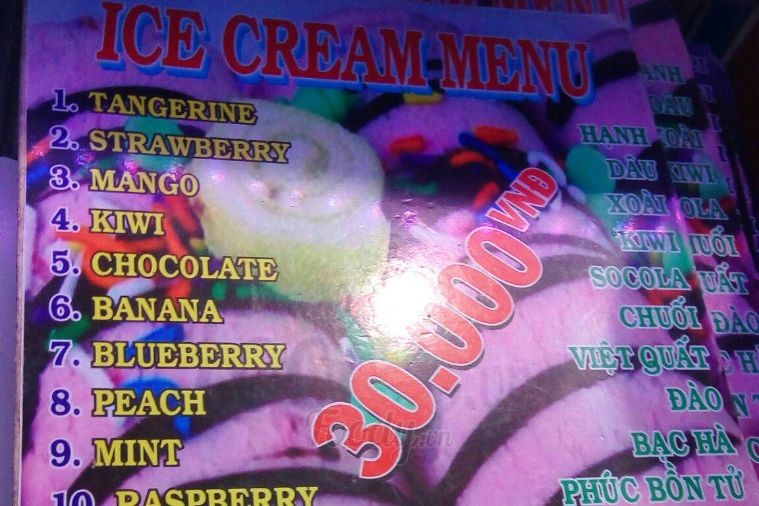 ICE CREAM MENU
1. TANGERINE HẠNH
2. STRAWBERRY DÂU
3. MANGO XOÀI
4. KIWI KIWI
5. CHOCOLATE SOCOLA
6. BANANA CHUỐI
7. BLUEBERRY VIỆT QUẤT
8. PEACH ĐÀO
9. MINT BẠC HÀ
10. RASPBERRY PHÚC BỒN TỬ
30.000 VNĐ